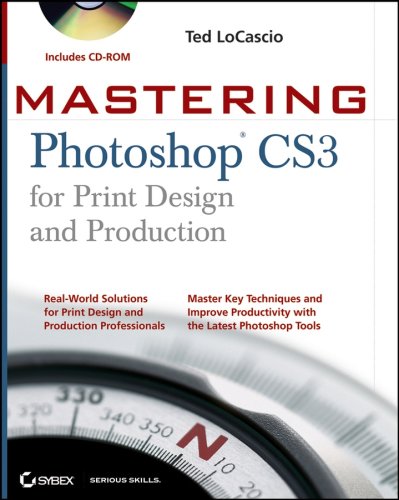 Includes CD-ROM
Ted LoCascio
MASTERING
Photoshop® CS3
for Print Design
and Production
Real-World Solutions
for Print Design and
Production Professionals
Master Key Techniques and
Improve Productivity with
the Latest Photoshop Tools
330
340
350
N
10
SYBEX
SERIOUS SKILLS.